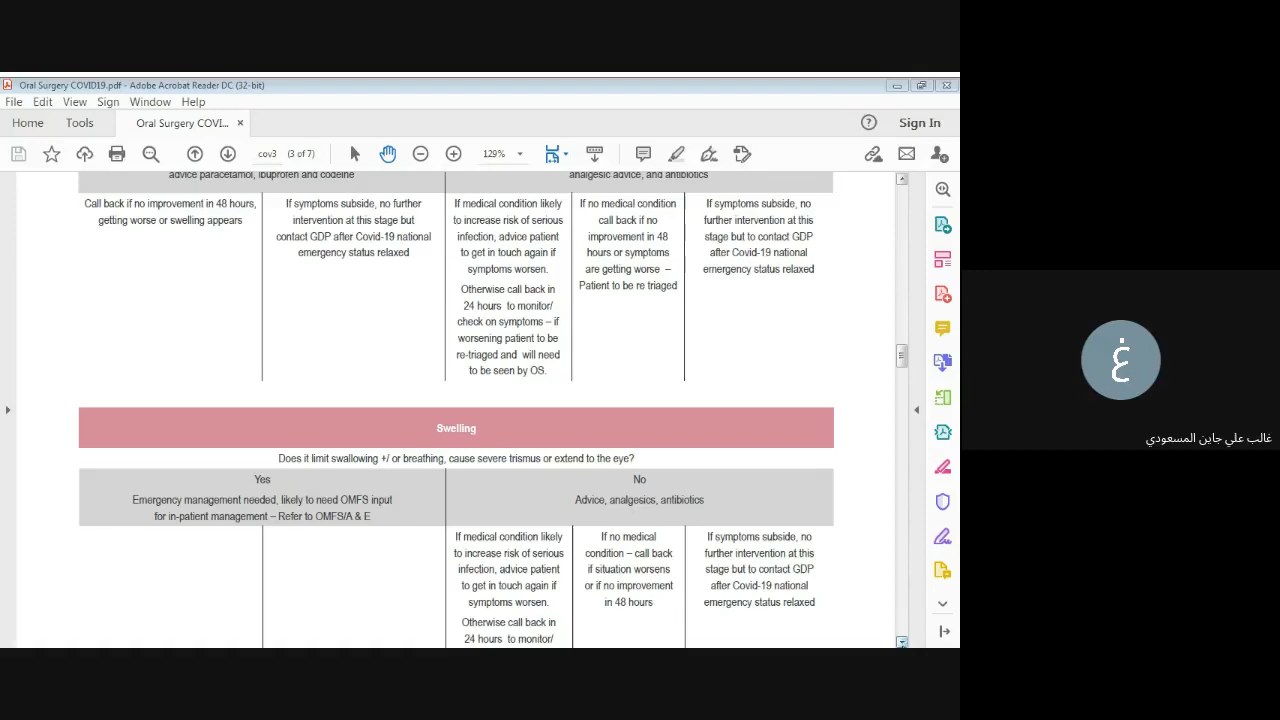 Oral Surgery COVID19.pdf - Adobe Acrobat Reader DC (32-bit)
File Edit View Sign Window Help
Home Tools Oral Surgery COVI... × Sign In
cov3 (3 of 7) 129%
advice paracetamol, ibuprofen and codeine
analgesic advice, and antibiotics
Call back if no improvement in 48 hours,
getting worse or swelling appears
If symptoms subside, no further
intervention at this stage but
contact GDP after Covid-19 national
emergency status relaxed
If medical condition likely
to increase risk of serious
infection, advice patient
to get in touch again if
symptoms worsen.
Otherwise call back in
24 hours to monitor/
check on symptoms – if
worsening patient to be
re-triaged and will need
to be seen by OS.
If no medical condition
call back if no
improvement in 48
hours or symptoms
are getting worse –
Patient to be re triaged
If symptoms subside, no
further intervention at this
stage but to contact GDP
after Covid-19 national
emergency status relaxed
Swelling
Does it limit swallowing +/ or breathing, cause severe trismus or extend to the eye?
Yes
Emergency management needed, likely to need OMFS input
for in-patient management – Refer to OMFS/A & E
No
Advice, analgesics, antibiotics
If medical condition likely
to increase risk of serious
infection, advise patient
to get in touch again if
symptoms worsen.
Otherwise call back in
24 hours to monitor/
If no medical
condition – call back
if situation worsens
or if no improvement
in 48 hours
If symptoms subside, no
further intervention at this
stage but to contact GDP
after Covid-19 national
emergency status relaxed
غ
غالب علي جاين المسعودي